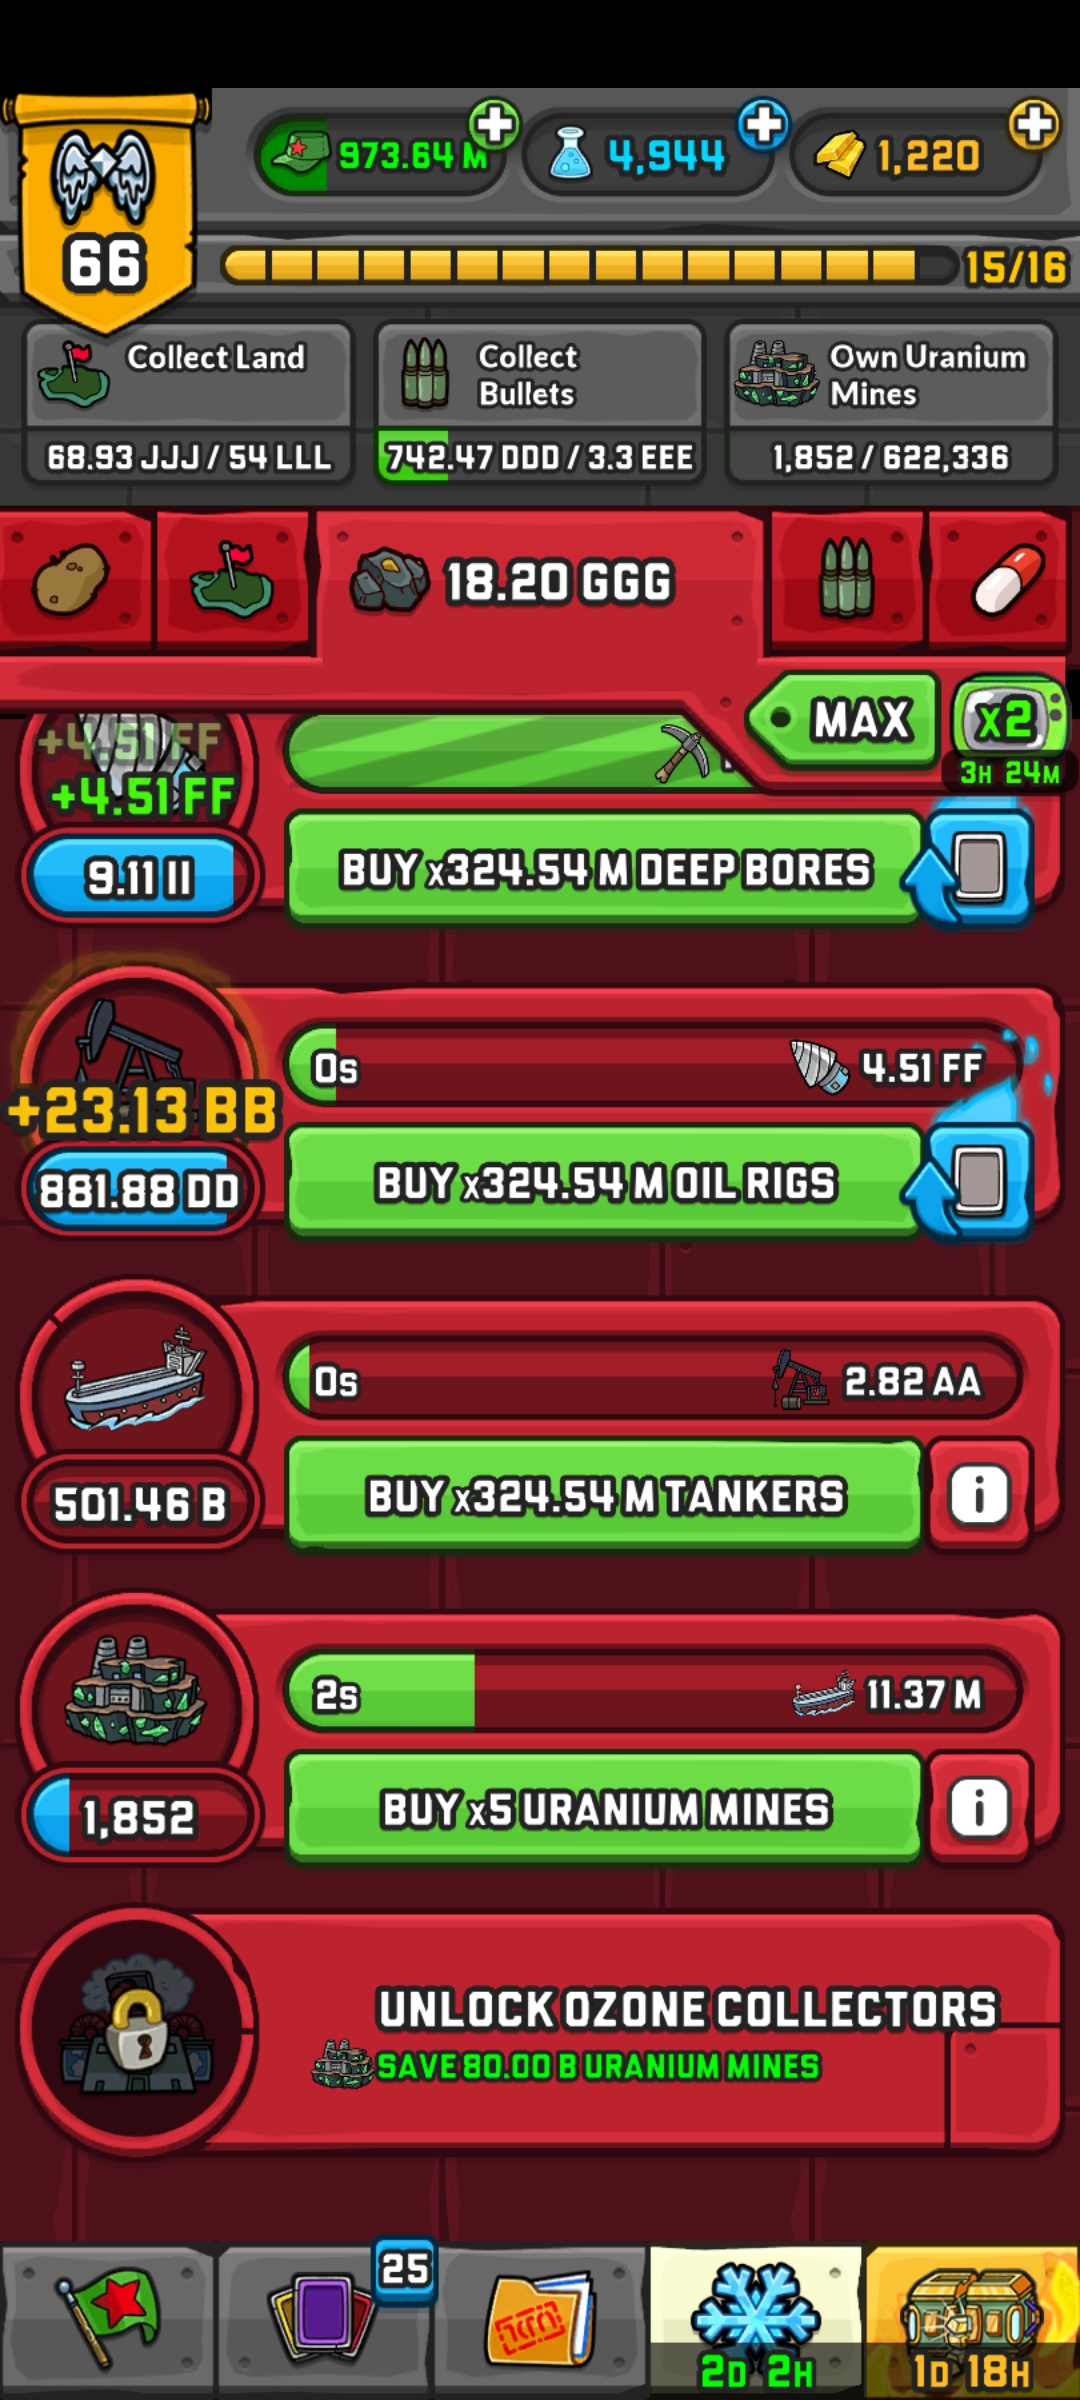 973.64 M
4,944
1,220
66
15/16
Collect Land
68.93 JJJ / 54 LLL
Collect
Bullets
742.47 DDD / 3.3 EEE
Own Uranium
Mines
1,852 / 622,336
18.20 GGG
MAX
x2
3H 24M
+4.51 FF
+4.51 FF
9.11 II
BUY x324.54 M DEEP BORES
0s
4.51 FF
+23.13 BB
881.88 DD
BUY x324.54 M OIL RIGS
0s
2.82 AA
501.46 B
BUY x324.54 M TANKERS
2s
11.37 M
1,852
BUY x5 URANIUM MINES
UNLOCK OZONE COLLECTORS
SAVE 80.00 B URANIUM MINES
25
2D 2H
1D 18H